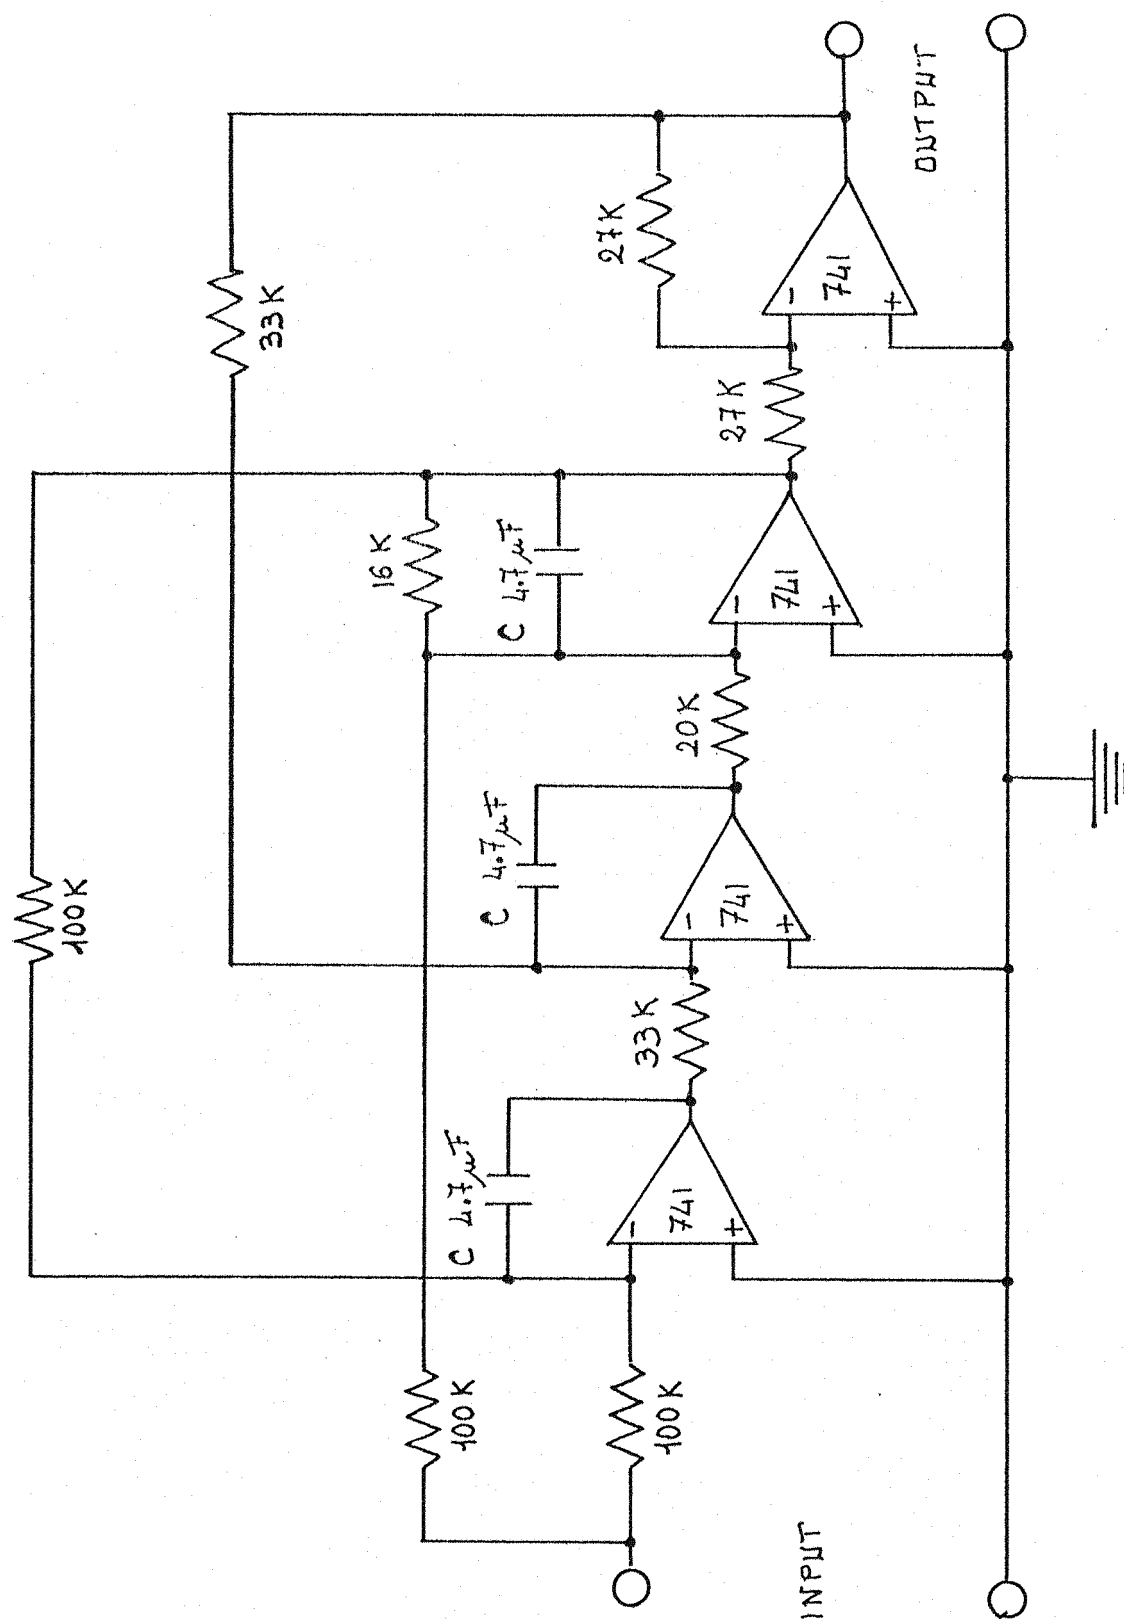 INPUT
100K
100K
C 4.7μF
741
-
+
33K
C 4.7μF
741
-
+
20K
16K
C 4.7μF
741
-
+
27K
27K
741
-
+
100K
33K
OUTPUT